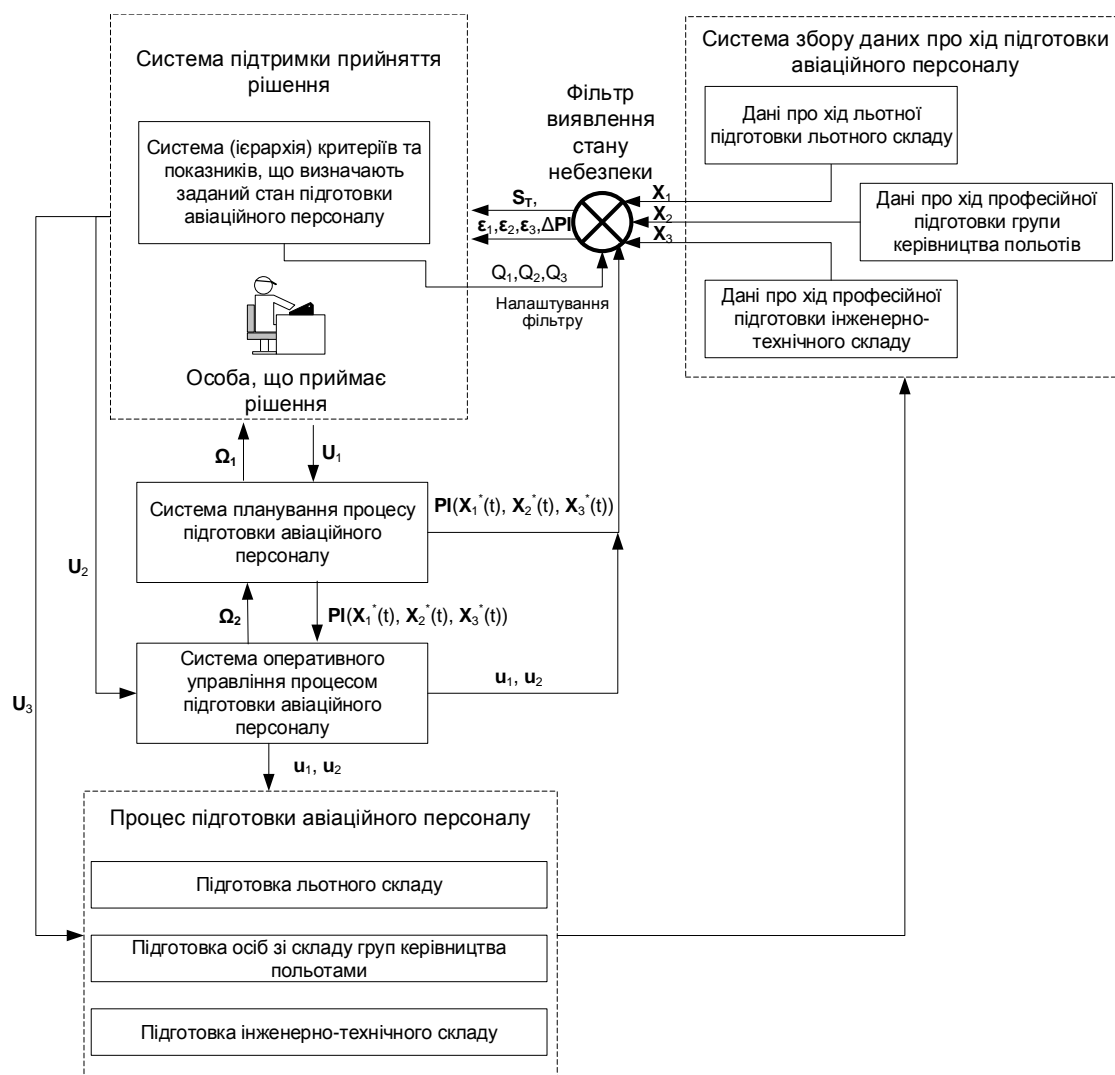 Система підтримки прийняття
рішення
Система (ієрархія) критеріїв та
показників, що визначають
заданий стан підготовки
авіаційного персоналу
Особа, що приймає
рішення
Фільтр
виявлення
стану
небезпеки
S_T,
ε₁,ε₂,ε₃,ΔPI
Q₁,Q₂,Q₃
Налаштування
фільтру
X₁
X₂
X₃
Система збору даних про хід підготовки
авіаційного персоналу
Дані про хід льотної
підготовки льотного складу
Дані про хід професійної
підготовки групи
керівництва польотів
Дані про хід професійної
підготовки інженерно-
технічного складу
Ω₁
U₁
Система планування процесу
підготовки авіаційного
персоналу
PI(X₁*(t), X₂*(t), X₃*(t))
U₂
Ω₂
PI(X₁*(t), X₂*(t), X₃*(t))
Система оперативного
управління процесом
підготовки авіаційного
персоналу
u₁, u₂
U₃
u₁, u₂
Процес підготовки авіаційного персоналу
Підготовка льотного складу
Підготовка осіб зі складу груп керівництва
польотами
Підготовка інженерно-технічного складу